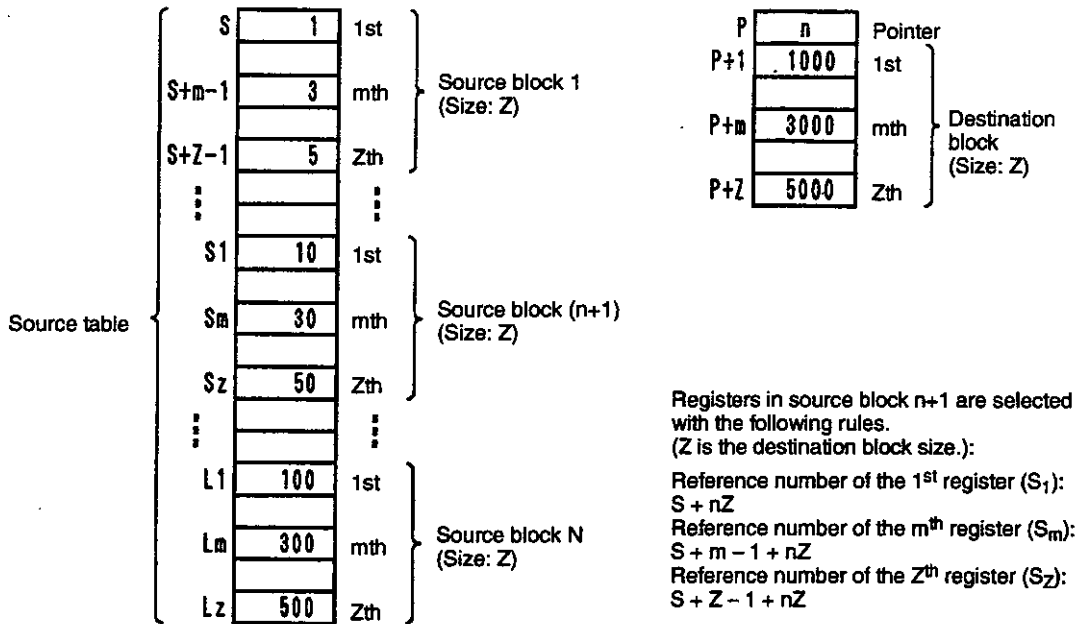 S 1 1st
S+m-1 3 mth
Source block 1
(Size: Z)
S+Z-1 5 Zth
S1 10 1st
Sm 30 mth
Source block (n+1)
(Size: Z)
Sz 50 Zth
Source table
L1 100 1st
Lm 300 mth
Source block N
(Size: Z)
Lz 500 Zth
P n Pointer
P+1 1000 1st
P+m 3000 mth
Destination
block
(Size: Z)
P+Z 5000 Zth
Registers in source block n+1 are selected
with the following rules.
(Z is the destination block size.):
Reference number of the 1st register (S1):
S + nZ
Reference number of the mth register (Sm):
S + m – 1 + nZ
Reference number of the Zth register (SZ):
S + Z – 1 + nZ